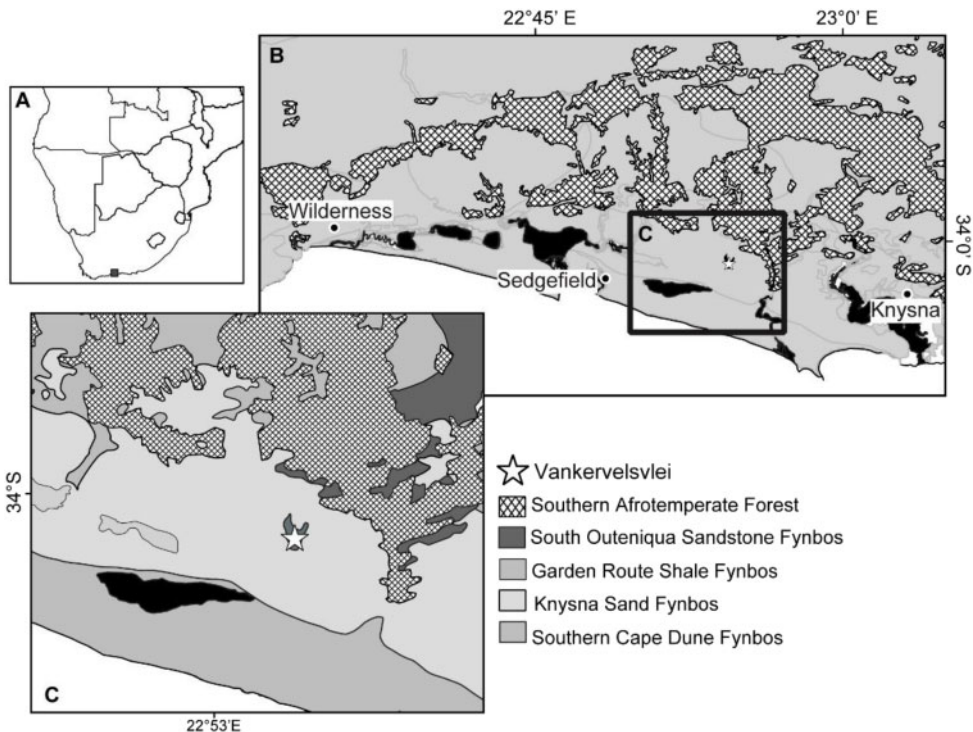 22°45’ E
23°0’ E
B
A
Wilderness
C
34°0’ S
Sedgefield
Knysna
34°S
Vankervelsvlei
Southern Afrotemperate Forest
South Outeniqua Sandstone Fynbos
Garden Route Shale Fynbos
Knysna Sand Fynbos
Southern Cape Dune Fynbos
C
22°53’E